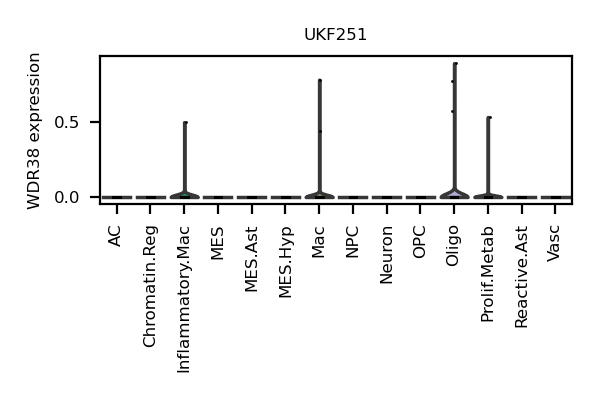 UKF251
WDR38 expression
0.5
0.0
AC
Chromatin.Reg
Inflammatory.Mac
MES
MES.Ast
MES.Hyp
Mac
NPC
Neuron
OPC
Oligo
Prolif.Metab
Reactive.Ast
Vasc